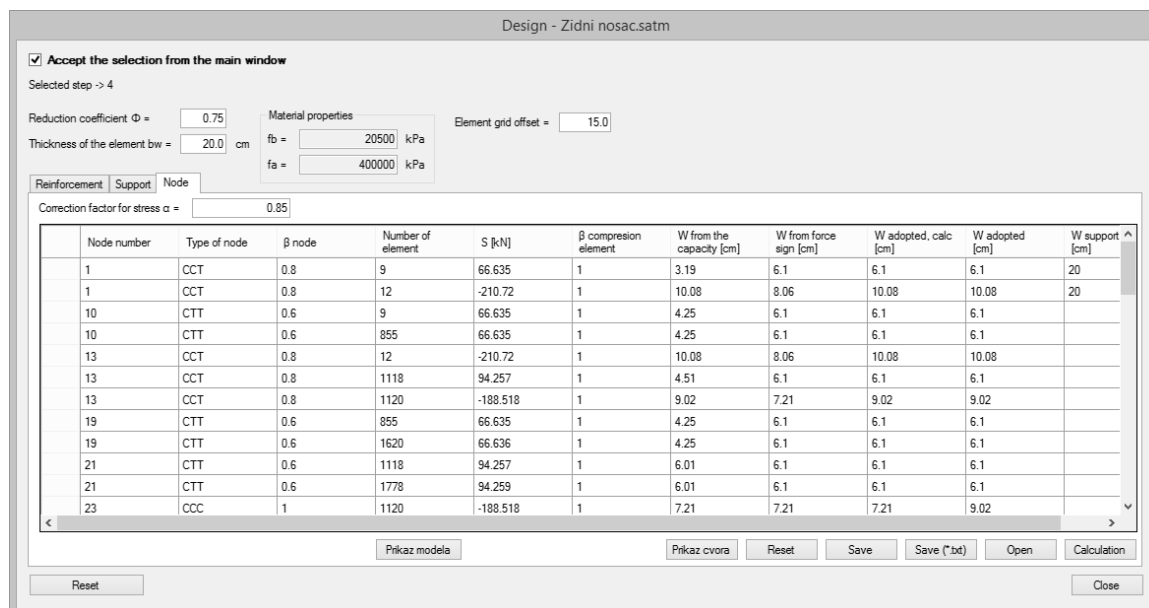 Design - Zidni nosac.satm
Accept the selection from the main window
Selected step -> 4
Reduction coefficient Φ = 0.75
Thickness of the element bw = 20.0 cm
Material properties
fb = 20500 kPa
fa = 400000 kPa
Element grid offset = 15.0
Reinforcement Support Node
Correction factor for stress α = 0.85
Node number Type of node β node Number of element S [kN] β compresion element W from the capacity [cm] W from force sign [cm] W adopted, calc [cm] W adopted [cm] W support [cm]
1 CCT 0.8 9 66.635 1 3.19 6.1 6.1 6.1 20
1 CCT 0.8 12 -210.72 1 10.08 8.06 10.08 10.08 20
10 CTT 0.6 9 66.635 1 4.25 6.1 6.1 6.1
10 CTT 0.6 855 66.635 1 4.25 6.1 6.1 6.1
13 CCT 0.8 12 -210.72 1 10.08 8.06 10.08 10.08
13 CCT 0.8 1118 94.257 1 4.51 6.1 6.1 6.1
13 CCT 0.8 1120 -188.518 1 9.02 7.21 9.02 9.02
19 CTT 0.6 855 66.635 1 4.25 6.1 6.1 6.1
19 CTT 0.6 1620 66.636 1 4.25 6.1 6.1 6.1
21 CTT 0.6 1118 94.257 1 6.01 6.1 6.1 6.1
21 CTT 0.6 1778 94.259 1 6.01 6.1 6.1 6.1
23 CCC 1 1120 -188.518 1 7.21 7.21 7.21 9.02
Prikaz modela Prikaz cvora Reset Save Save (*.txt) Open Calculation
Reset Close